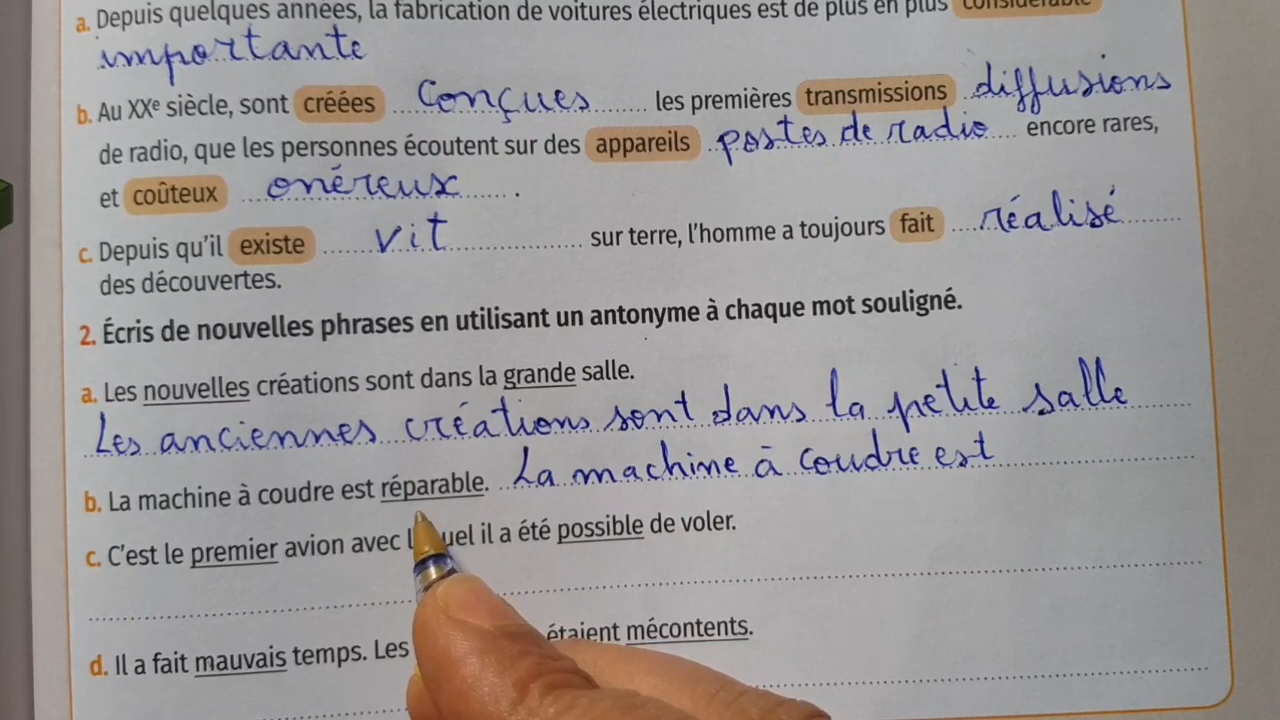 a. Depuis quelques années, la fabrication de voitures électriques est de plus en plus considérable
importante
b. Au XXe siècle, sont créées conçues les premières transmissions diffusions
de radio, que les personnes écoutent sur des appareils postes de radio encore rares,
et coûteux onéreux .
c. Depuis qu'il existe vit sur terre, l'homme a toujours fait réalisé
des découvertes.
2. Écris de nouvelles phrases en utilisant un antonyme à chaque mot souligné.
a. Les nouvelles créations sont dans la grande salle.
Les anciennes créations sont dans la petite salle
b. La machine à coudre est réparable. La machine à coudre est
c. C'est le premier avion avec il a été possible de voler.
d. Il a fait mauvais temps. Les étaient mécontents.